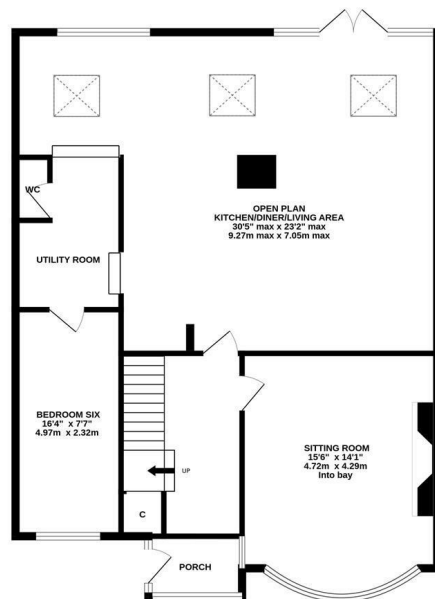 WC
OPEN PLAN
KITCHEN/DINER/LIVING AREA
30'5" max x 23'2" max
9.27m max x 7.05m max
UTILITY ROOM
BEDROOM SIX
16'4" x 7'7"
4.97m x 2.32m
SITTING ROOM
15'6" x 14'1"
4.72m x 4.29m
Into bay
UP
C
PORCH